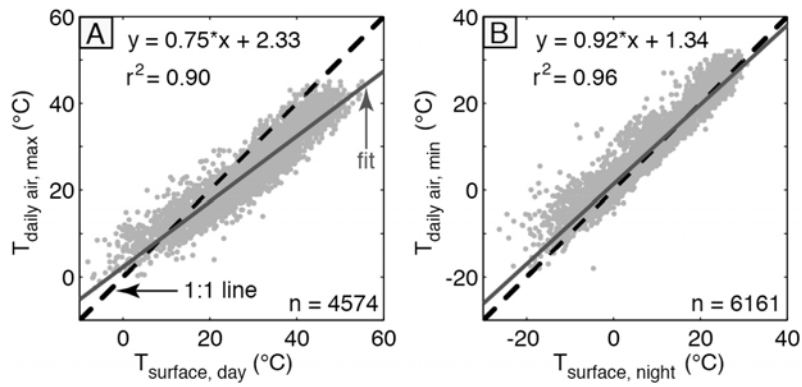 A
y = 0.75*x + 2.33
r² = 0.90
60
40
20
0
T daily air, max (°C)
fit
1:1 line
n = 4574
0 20 40 60
T surface, day (°C)
B
y = 0.92*x + 1.34
r² = 0.96
40
20
0
-20
T daily air, min (°C)
n = 6161
-20 0 20 40
T surface, night (°C)